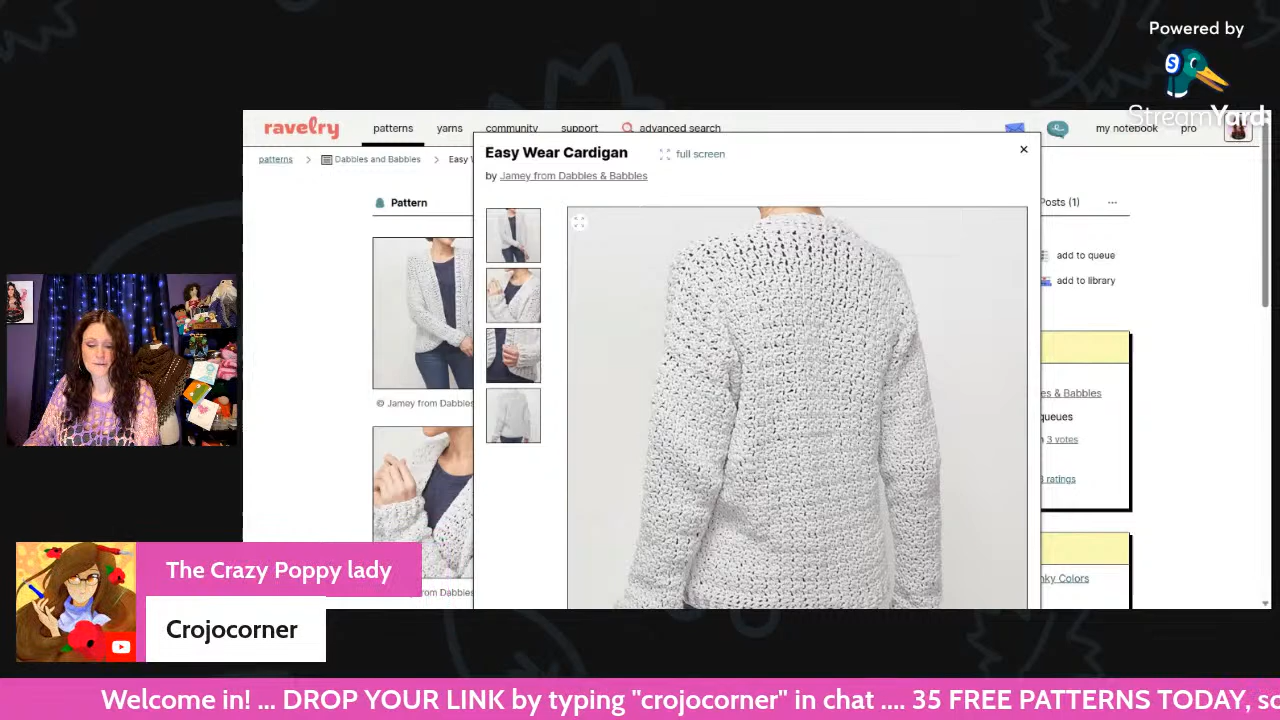 Powered by
StreamYard
ravelry
patterns yarns community support advanced search my notebook pro
patterns > Dabbles and Babbles > Easy
Easy Wear Cardigan full screen
by Jamey from Dabbles & Babbles
Pattern
Posts (1)
add to queue
add to library
© Jamey from Dabbles
es & Babbles
queues
3 votes
ratings
The Crazy Poppy lady
Crojocorner
Welcome in! ... DROP YOUR LINK by typing "crojocorner" in chat .... 35 FREE PATTERNS TODAY, so